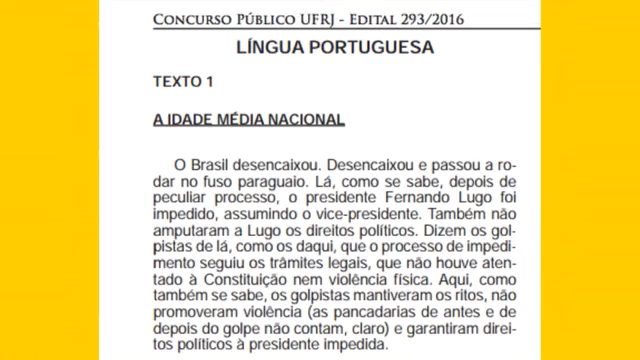 CONCURSO PÚBLICO UFRJ - EDITAL 293/2016
LÍNGUA PORTUGUESA
TEXTO 1
A IDADE MÉDIA NACIONAL
O Brasil desencaixou. Desencaixou e passou a ro-
dar no fuso paraguaio. Lá, como se sabe, depois de
peculiar processo, o presidente Fernando Lugo foi
impedido, assumindo o vice-presidente. Também não
amputaram a Lugo os direitos políticos. Dizem os gol-
pistas de lá, como os daqui, que o processo de impedi-
mento seguiu os trâmites legais, que não houve aten-
tado à Constituição nem violência física. Aqui, como
também se sabe, os golpistas mantiveram os ritos, não
promoveram violência (as pancadarias de antes e de
depois do golpe não contam, claro) e garantiram direi-
tos políticos à presidente impedida.